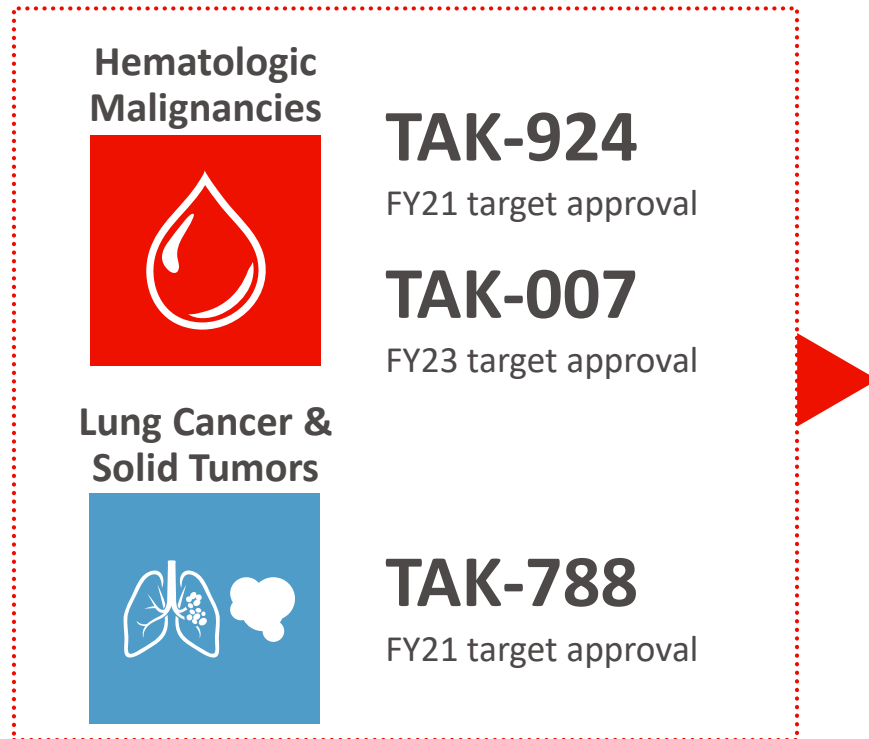 Hematologic
Malignancies
TAK-924
FY21 target approval
TAK-007
FY23 target approval
Lung Cancer &
Solid Tumors
TAK-788
FY21 target approval